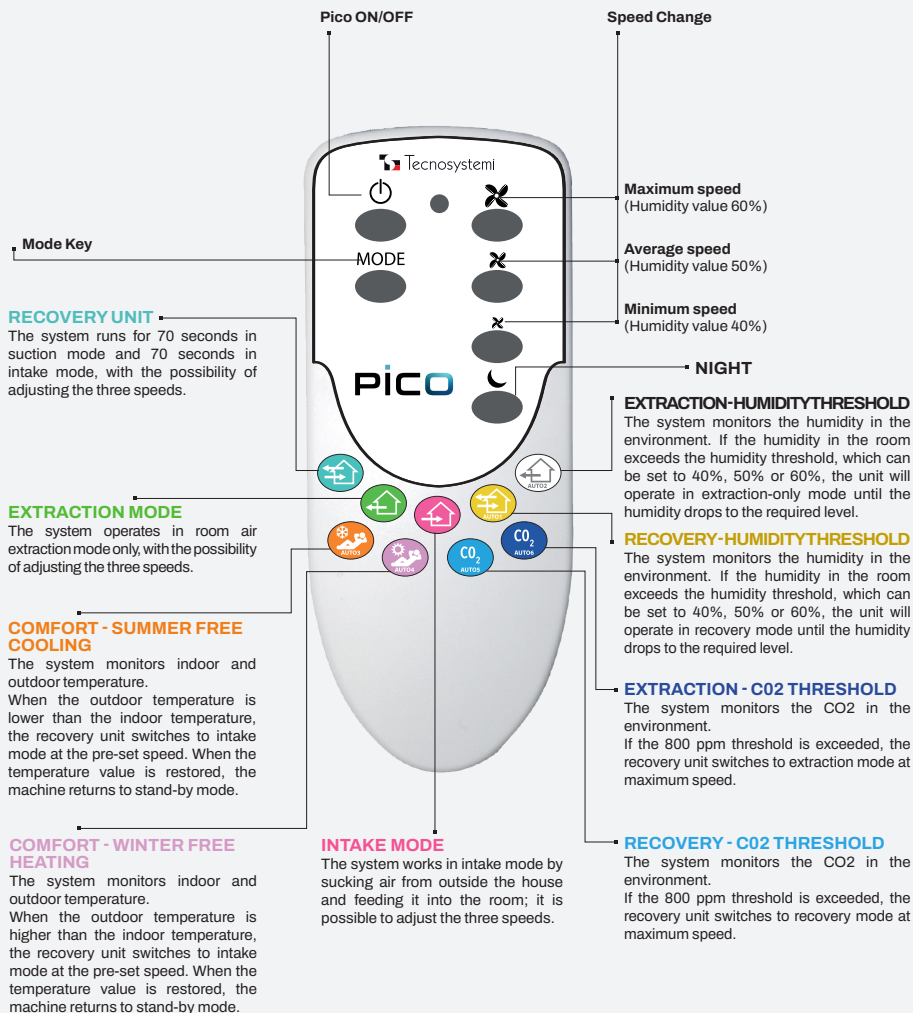 Pico ON/OFF
Speed Change
Tecnosystemi
Maximum speed
(Humidity value 60%)
Mode Key
MODE
Average speed
(Humidity value 50%)
Minimum speed
(Humidity value 40%)
PICO
NIGHT
RECOVERY UNIT
The system runs for 70 seconds in
suction mode and 70 seconds in
intake mode, with the possibility of
adjusting the three speeds.
EXTRACTION MODE
The system operates in room air
extraction mode only, with the possibility
of adjusting the three speeds.
COMFORT - SUMMER FREE
COOLING
The system monitors indoor and
outdoor temperature.
When the outdoor temperature is
lower than the indoor temperature,
the recovery unit switches to intake
mode at the pre-set speed. When the
temperature value is restored, the
machine returns to stand-by mode.
COMFORT - WINTER FREE
HEATING
The system monitors indoor and
outdoor temperature.
When the outdoor temperature is
higher than the indoor temperature,
the recovery unit switches to intake
mode at the pre-set speed. When the
temperature value is restored, the
machine returns to stand-by mode.
AUTO2
AUTO1
AUTO3
AUTO4
CO2
AUTO5
CO2
AUTO6
INTAKE MODE
The system works in intake mode by
sucking air from outside the house
and feeding it into the room; it is
possible to adjust the three speeds.
EXTRACTION-HUMIDITYTHRESHOLD
The system monitors the humidity in the
environment. If the humidity in the room
exceeds the humidity threshold, which can
be set to 40%, 50% or 60%, the unit will
operate in extraction-only mode until the
humidity drops to the required level.
RECOVERY-HUMIDITYTHRESHOLD
The system monitors the humidity in the
environment. If the humidity in the room
exceeds the humidity threshold, which can
be set to 40%, 50% or 60%, the unit will
operate in recovery mode until the humidity
drops to the required level.
EXTRACTION - C02 THRESHOLD
The system monitors the CO2 in the
environment.
If the 800 ppm threshold is exceeded, the
recovery unit switches to extraction mode at
maximum speed.
RECOVERY - C02 THRESHOLD
The system monitors the CO2 in the
environment.
If the 800 ppm threshold is exceeded, the
recovery unit switches to recovery mode at
maximum speed.